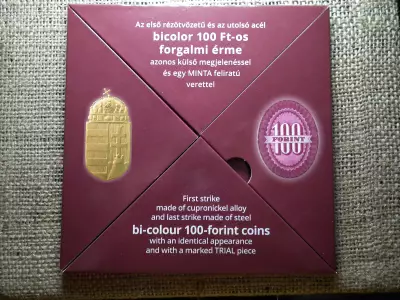 Az első rézötvözetű és az utolsó acél
bicolor 100 Ft-os
forgalmi érme
azonos külső megjelenéssel
és egy MINTA feliratú
verettel
100
FORINT
First strike
made of cupronickel alloy
and last strike made of steel
bi-colour 100-forint coins
with an identical appearance
and with a marked TRIAL piece